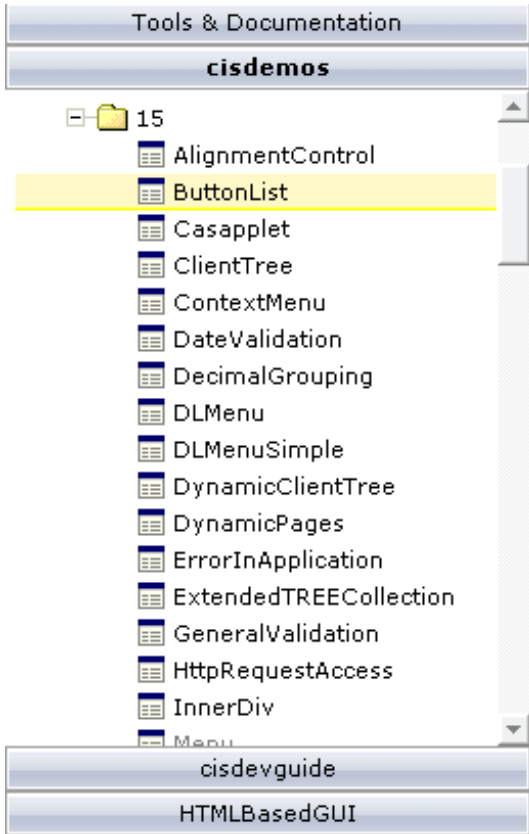 Tools & Documentation
cisdemos
15
AlignmentControl
ButtonList
Casapplet
ClientTree
ContextMenu
DateValidation
DecimalGrouping
DLMenu
DLMenuSimple
DynamicClientTree
DynamicPages
ErrorInApplication
ExtendedTREECollection
GeneralValidation
HttpRequestAccess
InnerDiv
Menu
cisdevguide
HTMLBasedGUI